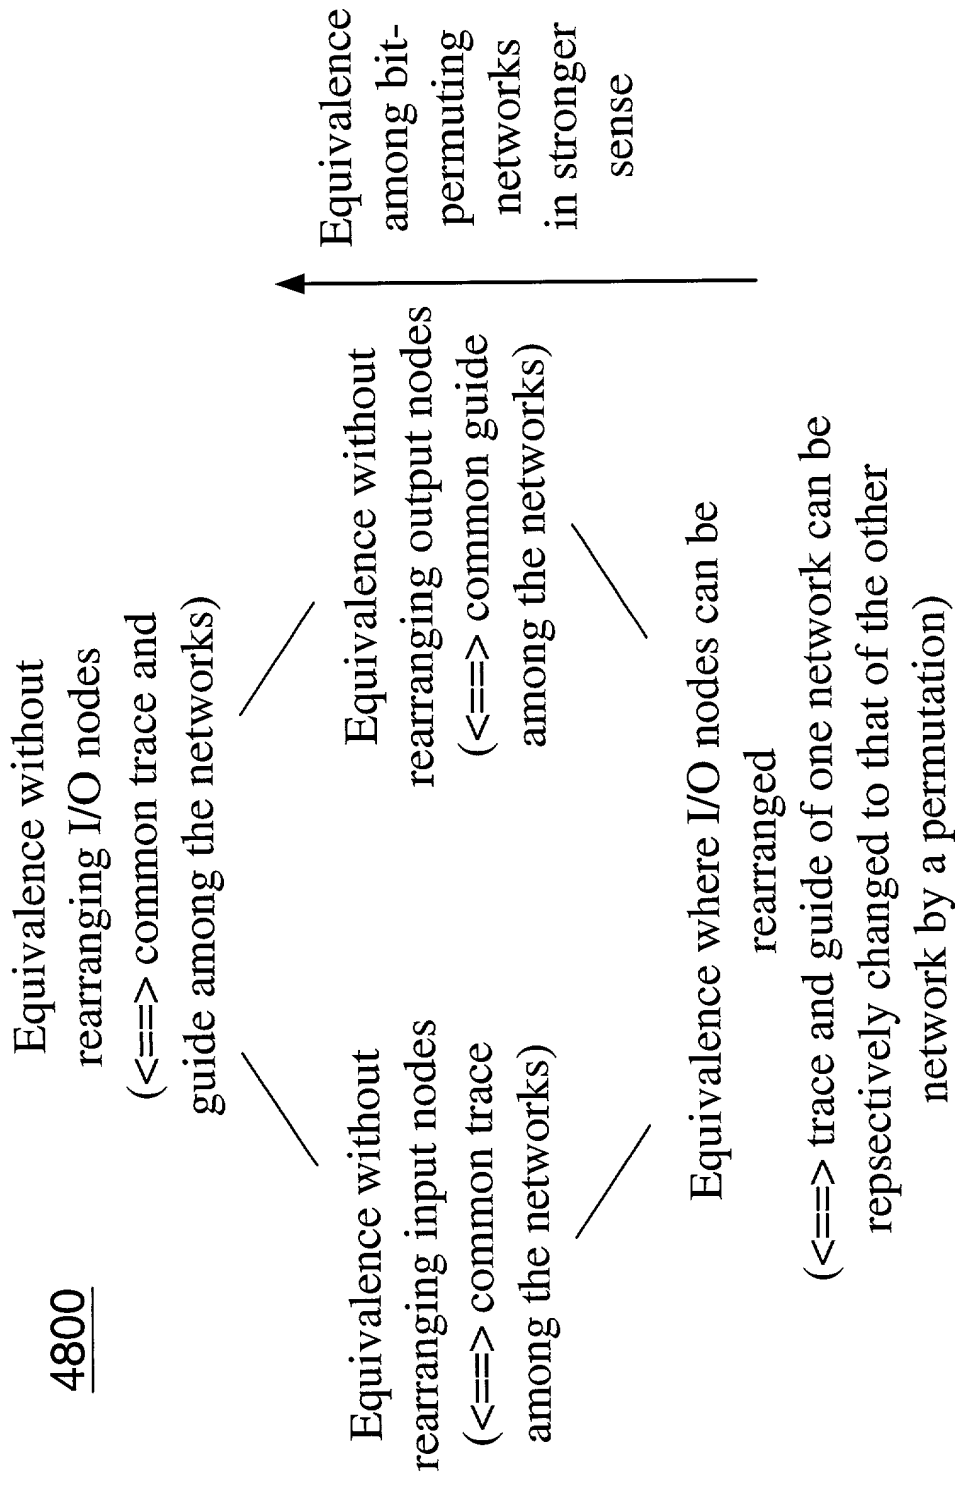 4800
Equivalence without
rearranging I/O nodes
(<==> common trace and
guide among the networks)
Equivalence without
rearranging input nodes
(<==> common trace
among the networks)
Equivalence without
rearranging output nodes
(<==> common guide
among the networks)
Equivalence
among bit-
permuting
networks
in stronger
sense
Equivalence where I/O nodes can be
rearranged
(<==> trace and guide of one network can be
repsectively changed to that of the other
network by a permutation)